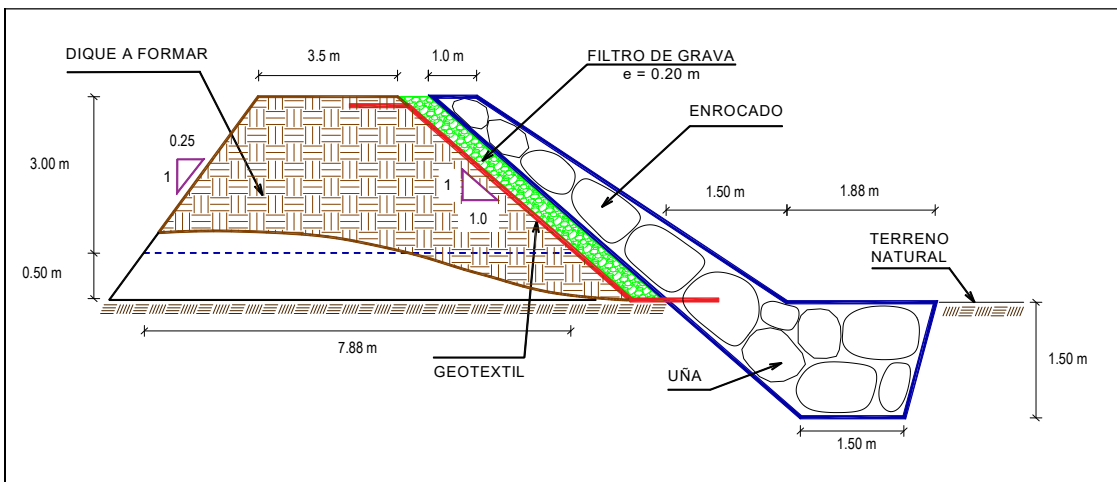 DIQUE A FORMAR
3.5 m
1.0 m
FILTRO DE GRAVA
e = 0.20 m
ENROCADO
0.25
1
3.00 m
1
1.0
1.50 m
1.88 m
TERRENO
NATURAL
0.50 m
7.88 m
GEOTEXTIL
UÑA
1.50 m
1.50 m